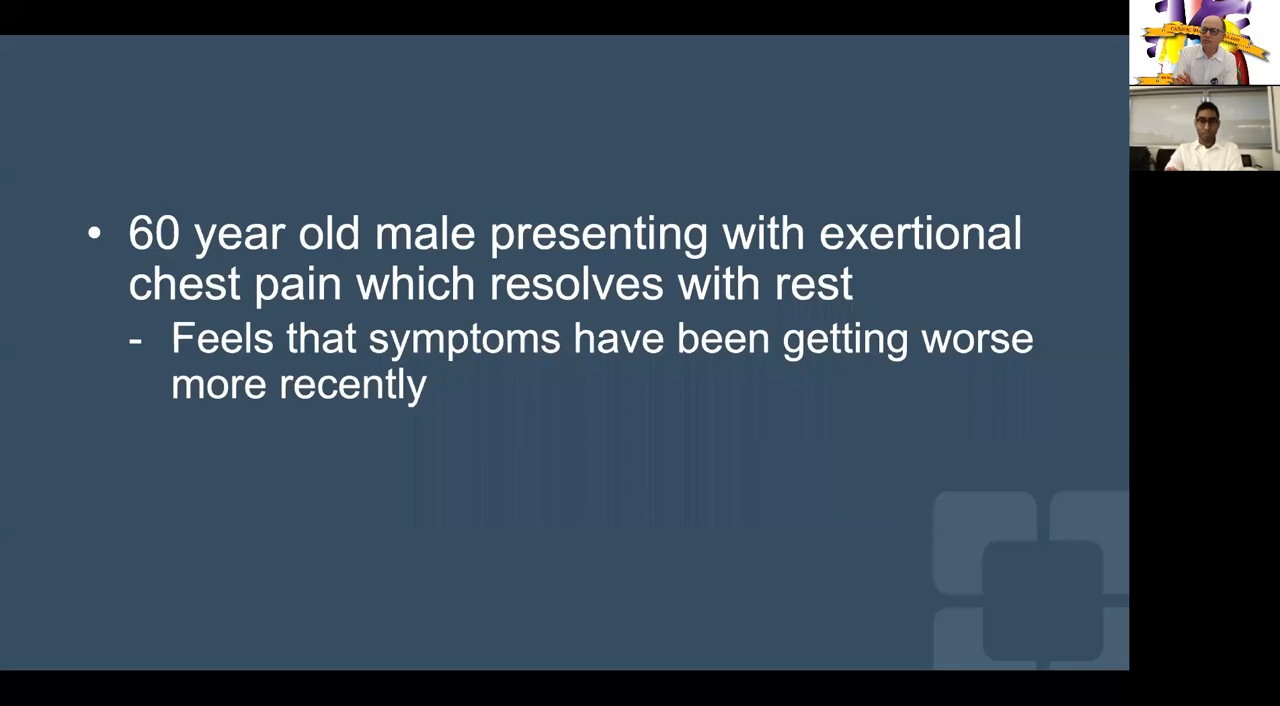 • 60 year old male presenting with exertional
chest pain which resolves with rest
- Feels that symptoms have been getting worse
more recently